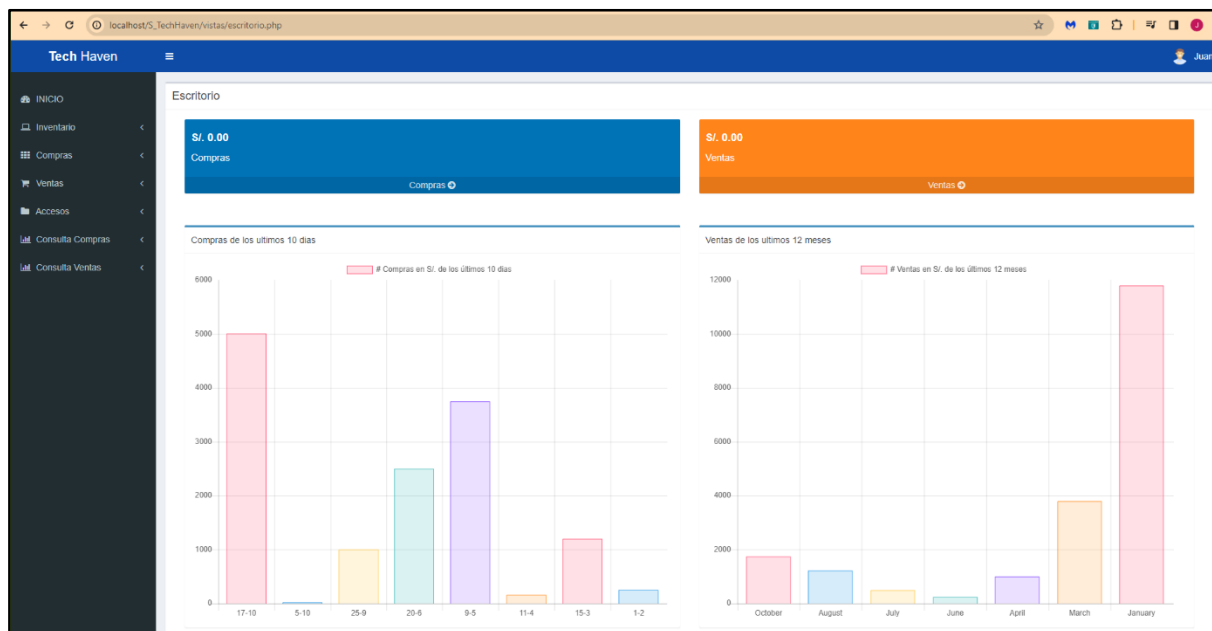 localhost/S_TechHaven/vistas/escritorio.php
Tech Haven
Juan
INICIO
Inventario
Compras
Ventas
Accesos
Consulta Compras
Consulta Ventas
Escritorio
S/. 0.00
Compras
Compras
S/. 0.00
Ventas
Ventas
Compras de los ultimos 10 dias
# Compras en S/. de los últimos 10 días
6000
5000
4000
3000
2000
1000
0
17-10 5-10 25-9 20-6 9-5 11-4 15-3 1-2
Ventas de los ultimos 12 meses
# Ventas en S/. de los últimos 12 meses
12000
10000
8000
6000
4000
2000
0
October August July June April March January